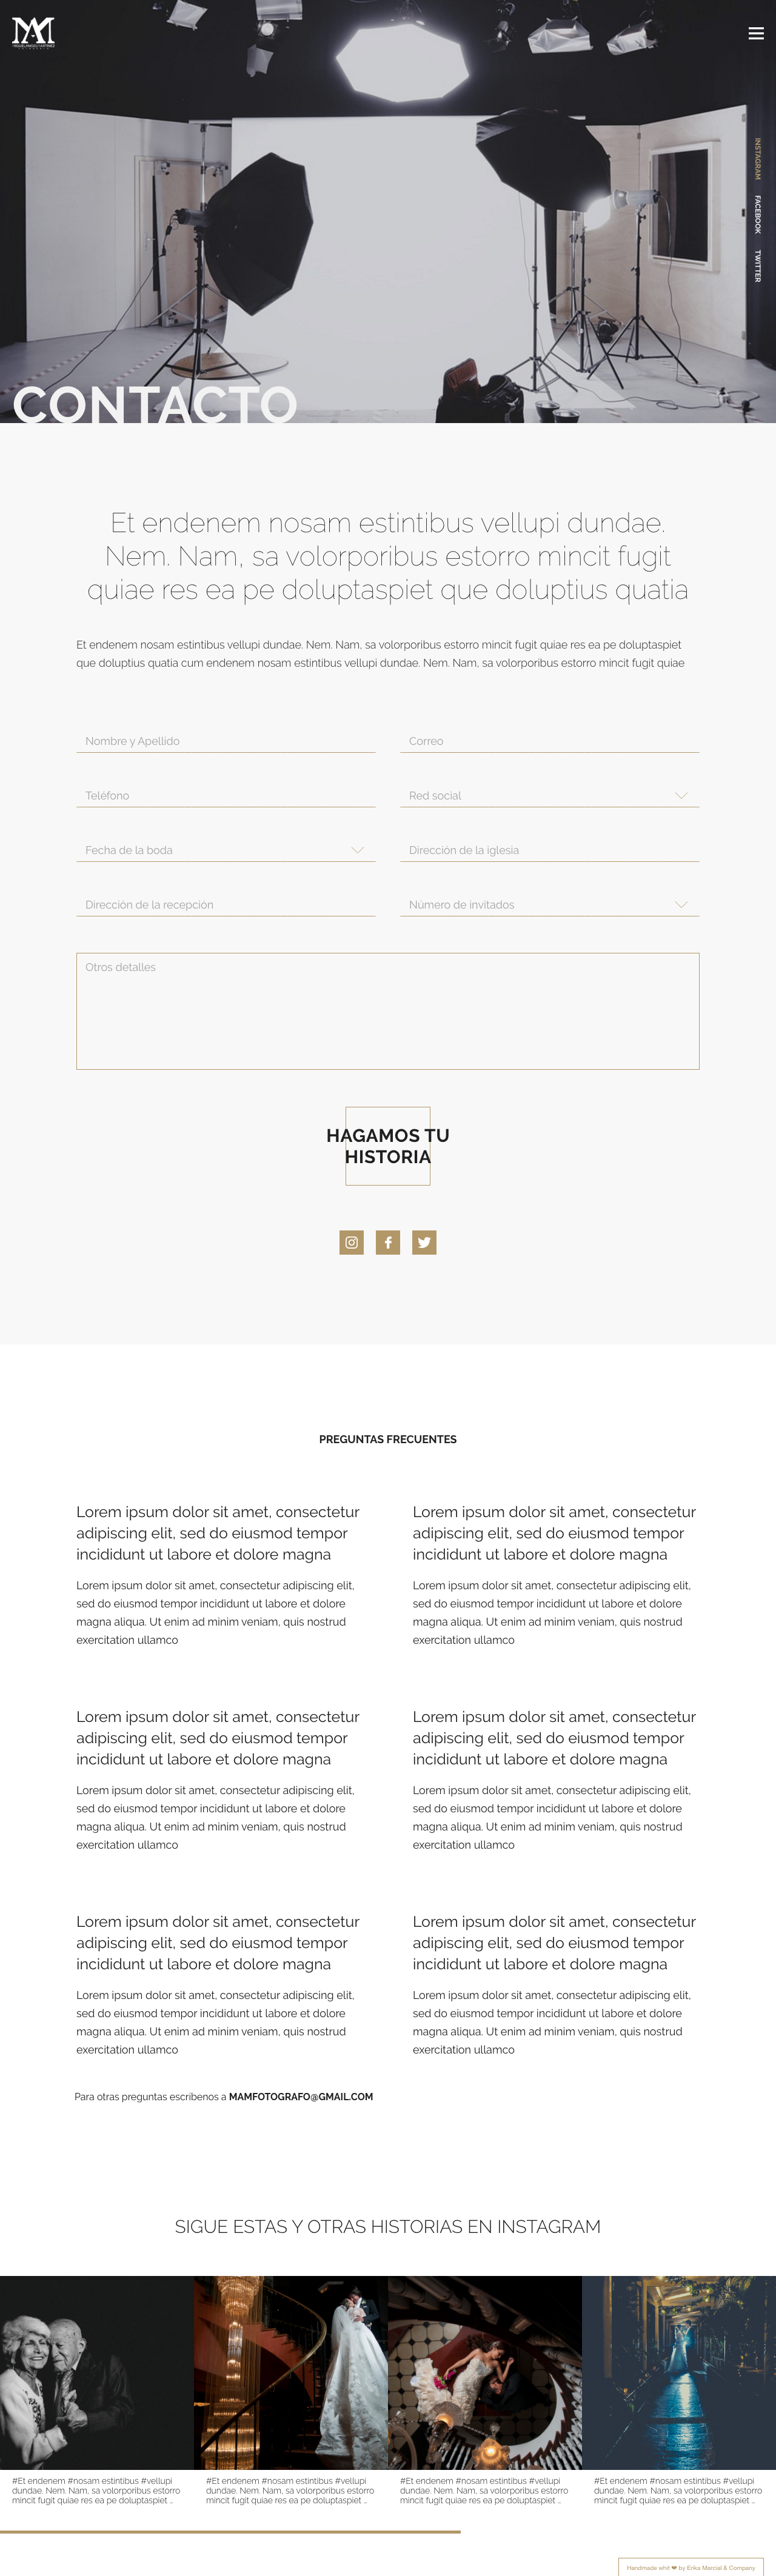 INSTAGRAM
FACEBOOK
TWITTER
CONTACTO
Et endenem nosam estintibus vellupi dundae.
Nem. Nam, sa volorporibus estorro mincit fugit
quiae res ea pe doluptaspiet que doluptius quatia
Et endenem nosam estintibus vellupi dundae. Nem. Nam, sa volorporibus estorro mincit fugit quiae res ea pe doluptaspiet
que doluptius quatia cum endenem nosam estintibus vellupi dundae. Nem. Nam, sa volorporibus estorro mincit fugit quiae
Nombre y Apellido
Correo
Teléfono
Red social
Fecha de la boda
Dirección de la iglesia
Dirección de la recepción
Número de invitados
Otros detalles
HAGAMOS TU
HISTORIA
PREGUNTAS FRECUENTES
Lorem ipsum dolor sit amet, consectetur
adipiscing elit, sed do eiusmod tempor
incididunt ut labore et dolore magna
Lorem ipsum dolor sit amet, consectetur adipiscing elit,
sed do eiusmod tempor incididunt ut labore et dolore
magna aliqua. Ut enim ad minim veniam, quis nostrud
exercitation ullamco
Lorem ipsum dolor sit amet, consectetur
adipiscing elit, sed do eiusmod tempor
incididunt ut labore et dolore magna
Lorem ipsum dolor sit amet, consectetur adipiscing elit,
sed do eiusmod tempor incididunt ut labore et dolore
magna aliqua. Ut enim ad minim veniam, quis nostrud
exercitation ullamco
Lorem ipsum dolor sit amet, consectetur
adipiscing elit, sed do eiusmod tempor
incididunt ut labore et dolore magna
Lorem ipsum dolor sit amet, consectetur adipiscing elit,
sed do eiusmod tempor incididunt ut labore et dolore
magna aliqua. Ut enim ad minim veniam, quis nostrud
exercitation ullamco
Lorem ipsum dolor sit amet, consectetur
adipiscing elit, sed do eiusmod tempor
incididunt ut labore et dolore magna
Lorem ipsum dolor sit amet, consectetur adipiscing elit,
sed do eiusmod tempor incididunt ut labore et dolore
magna aliqua. Ut enim ad minim veniam, quis nostrud
exercitation ullamco
Lorem ipsum dolor sit amet, consectetur
adipiscing elit, sed do eiusmod tempor
incididunt ut labore et dolore magna
Lorem ipsum dolor sit amet, consectetur adipiscing elit,
sed do eiusmod tempor incididunt ut labore et dolore
magna aliqua. Ut enim ad minim veniam, quis nostrud
exercitation ullamco
Lorem ipsum dolor sit amet, consectetur
adipiscing elit, sed do eiusmod tempor
incididunt ut labore et dolore magna
Lorem ipsum dolor sit amet, consectetur adipiscing elit,
sed do eiusmod tempor incididunt ut labore et dolore
magna aliqua. Ut enim ad minim veniam, quis nostrud
exercitation ullamco
Para otras preguntas escríbenos a MAMFOTOGRAFO@GMAIL.COM
SIGUE ESTAS Y OTRAS HISTORIAS EN INSTAGRAM
#Et endenem #nosam estintibus #vellupi
dundae. Nem. Nam, sa volorporibus estorro
mincit fugit quiae res ea pe doluptaspiet ...
#Et endenem #nosam estintibus #vellupi
dundae. Nem. Nam, sa volorporibus estorro
mincit fugit quiae res ea pe doluptaspiet ...
#Et endenem #nosam estintibus #vellupi
dundae. Nem. Nam, sa volorporibus estorro
mincit fugit quiae res ea pe doluptaspiet ...
#Et endenem #nosam estintibus #vellupi
dundae. Nem. Nam, sa volorporibus estorro
mincit fugit quiae res ea pe doluptaspiet ...
Handmade whit ❤ by Erika Marcial & Company